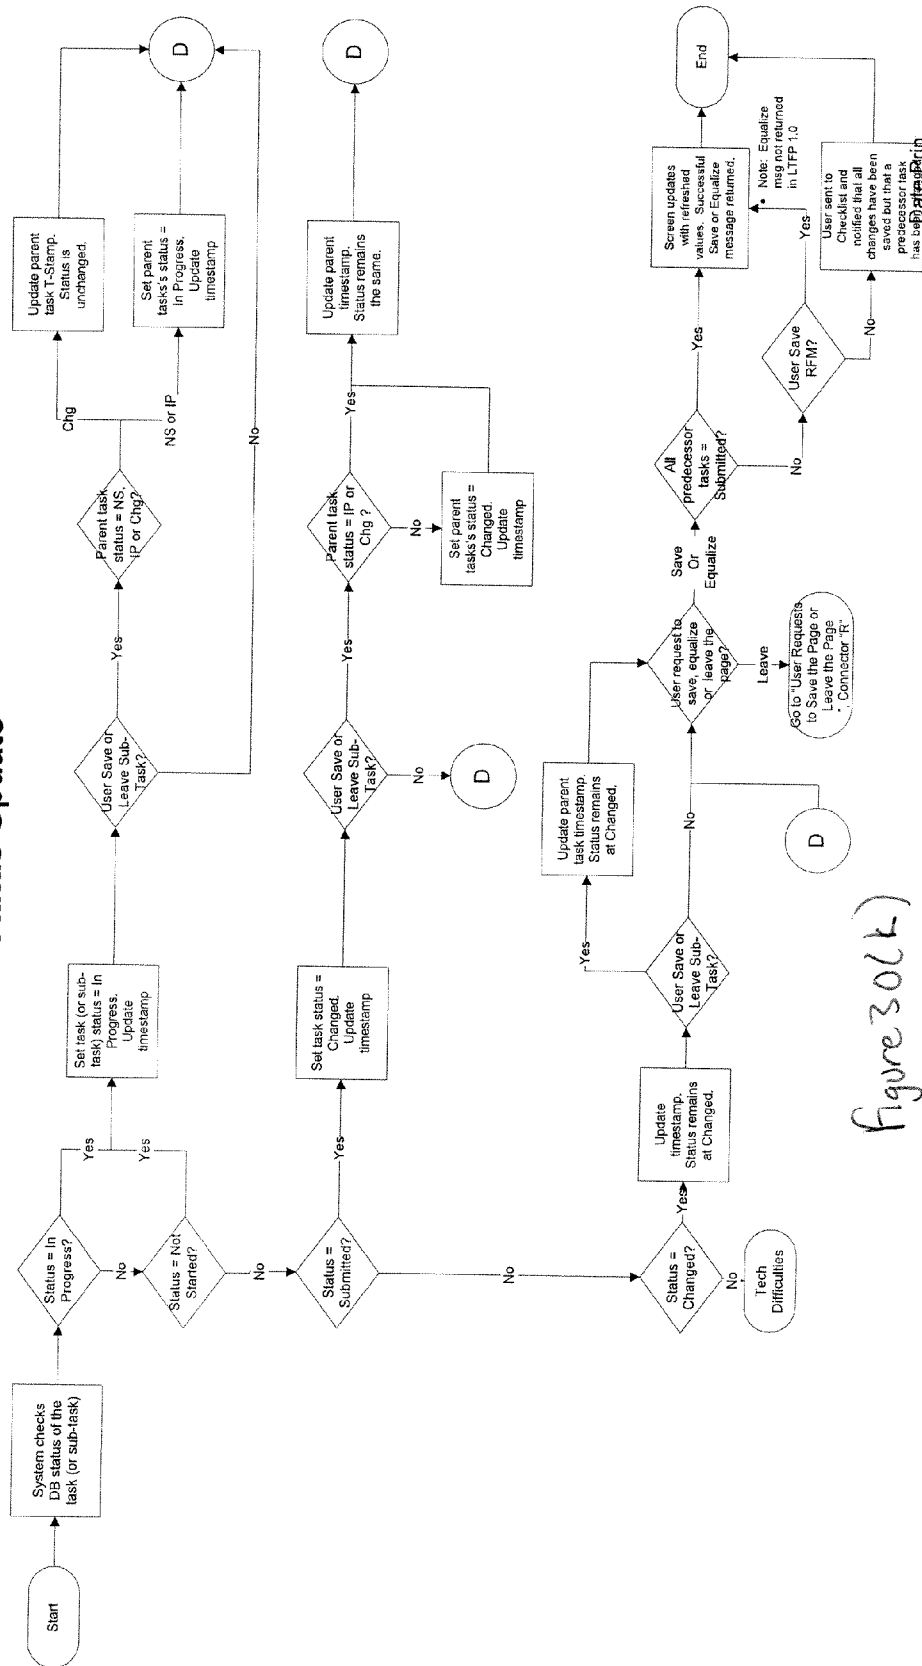 Update
Start
System checks
DB status of the
task (or sub-task)
Status = In
Progress?
Yes
No
Status = Not
Started?
Yes
No
Set task (or sub-
task) status = In
Progress.
Update
timestamp
User Save or
Leave Sub-
Task?
Yes
No
Parent task
status = NS,
IP or Chg?
Chg
NS or IP
Update parent
task T-Stamp.
Status is
unchanged.
Set parent
tasks's status =
In Progress.
Update
timestamp
D
Status =
Submitted?
Yes
No
Set task status =
Changed.
Update
timestamp
User Save or
Leave Sub-
Task?
Yes
No
D
Parent task
status = IP or
Chg ?
Yes
No
Set parent
tasks's status =
Changed.
Update
timestamp
Update parent
timestamp.
Status remains
the same.
D
Status =
Changed?
Yes
No
Tech
Difficulties
Update
timestamp.
Status remains
at Changed.
User Save or
Leave Sub-
Task?
Yes
No
Update parent
task timestamp.
Status remains
at Changed.
D
User request to
save, equalize
or leave the
page?
Leave
Go to "User Requests
to Save the Page or
Leave the Page
", Connector "R"
Save
Or
Equalize
All
predecessor
tasks =
Submitted?
Yes
No
User Save
RFM?
Yes
No
Screen updates
with refreshed
values. Successful
Save or Equalize
message returned.
• Note: Equalize
msg not returned
in LTFP 1.0
User sent to
Checklist and
notified that all
changes have been
saved but that a
predecessor task
has been
End
figure 30(k)